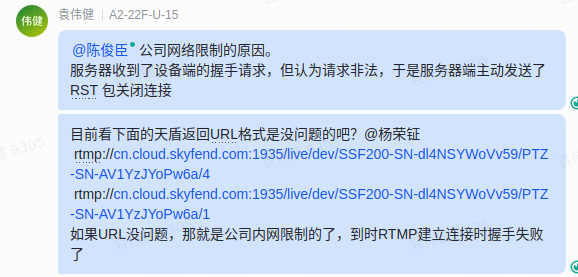 伟健
袁伟健 | A2-22F-U-15
@陈俊臣 公司网络限制的原因。
服务器收到了设备端的握手请求，但认为请求非法，于是服务器端主动发送了
RST 包关闭连接
目前看下面的天盾返回URL格式是没问题的吧？@杨荣钲
rtmp://cn.cloud.skyfend.com:1935/live/dev/SSF200-SN-dl4NSYWoVv59/PTZ
-SN-AV1YzJYoPw6a/4
rtmp://cn.cloud.skyfend.com:1935/live/dev/SSF200-SN-dl4NSYWoVv59/PTZ
-SN-AV1YzJYoPw6a/1
如果URL没问题，那就是公司内网限制的了，到时RTMP建立连接时握手失败
了